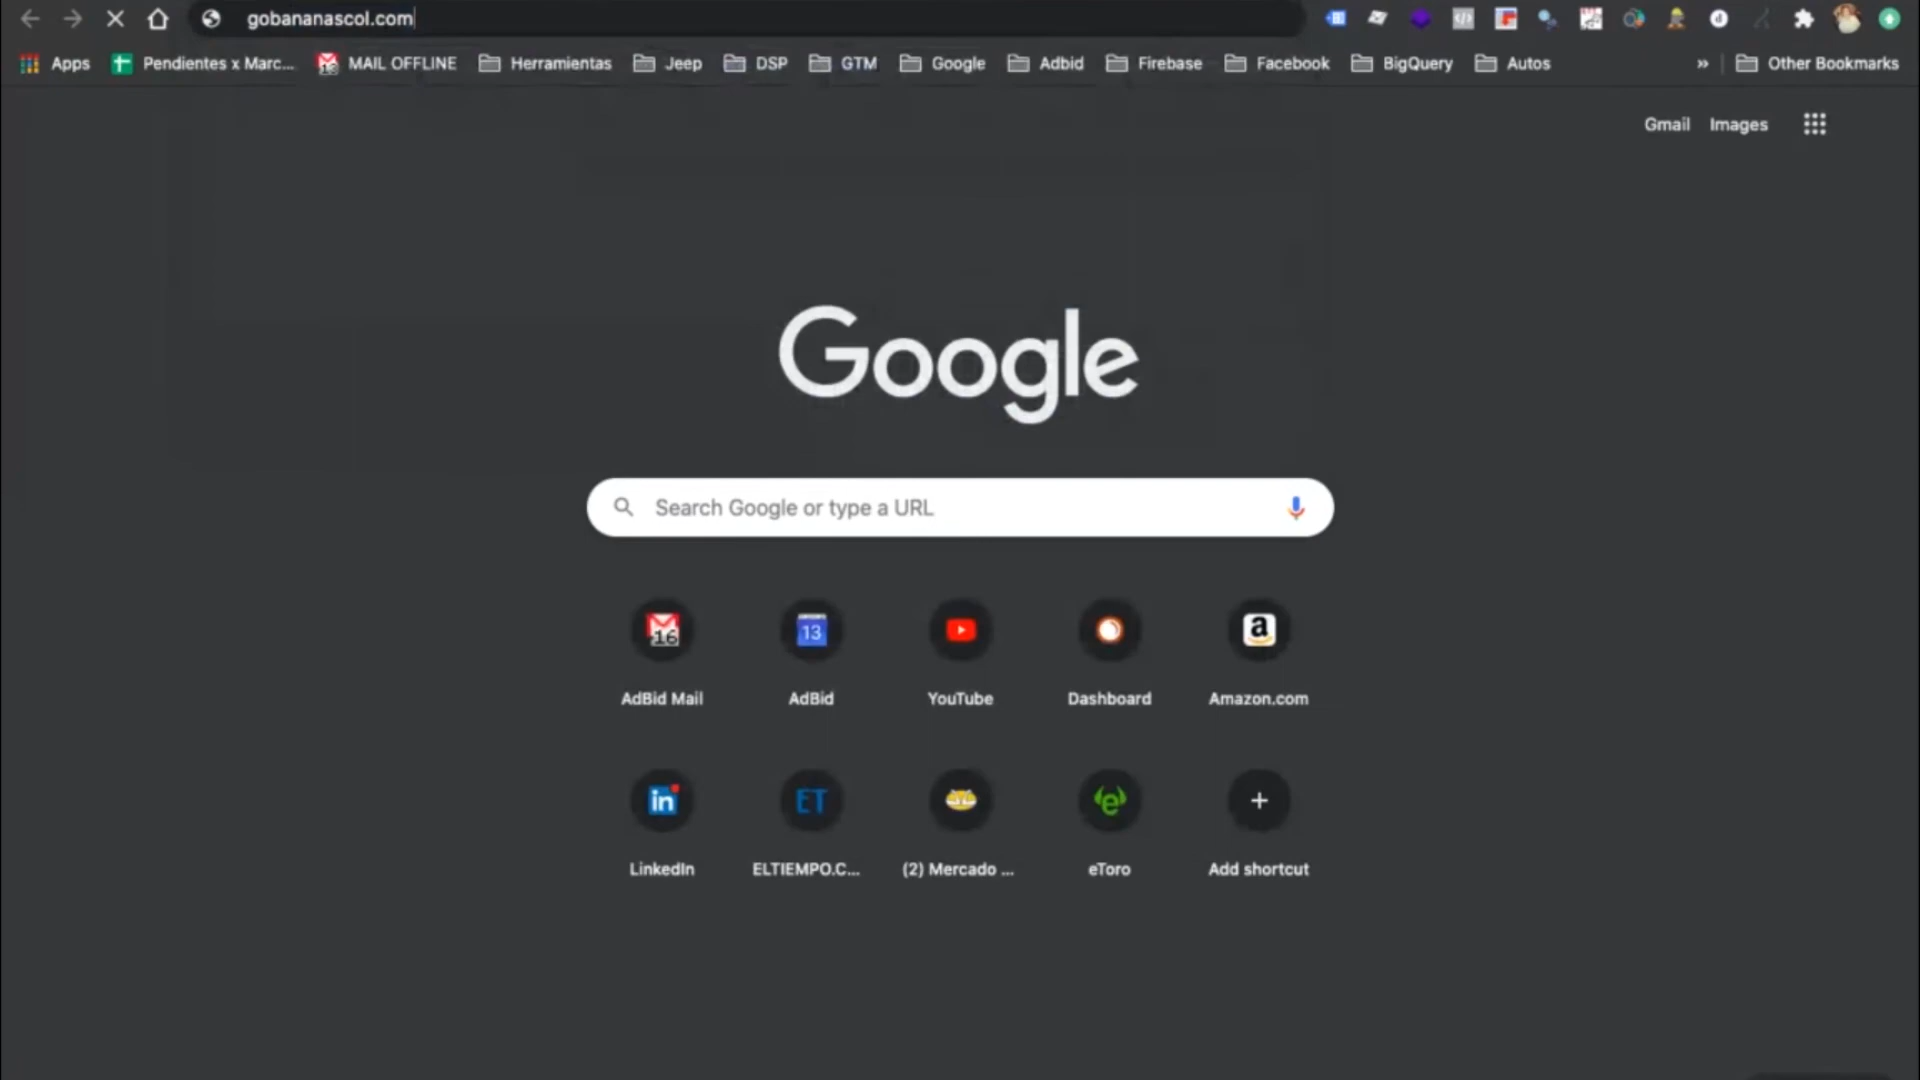 gobananascol.com
Apps Pendientes x Marc... MAIL OFFLINE Herramientas Jeep DSP GTM Google Adbid Firebase Facebook BigQuery Autos » Other Bookmarks
Gmail Images
Google
Search Google or type a URL
16 13 a
AdBid Mail AdBid YouTube Dashboard Amazon.com
in ET e +
LinkedIn ELTIEMPO.C... (2) Mercado ... eToro Add shortcut